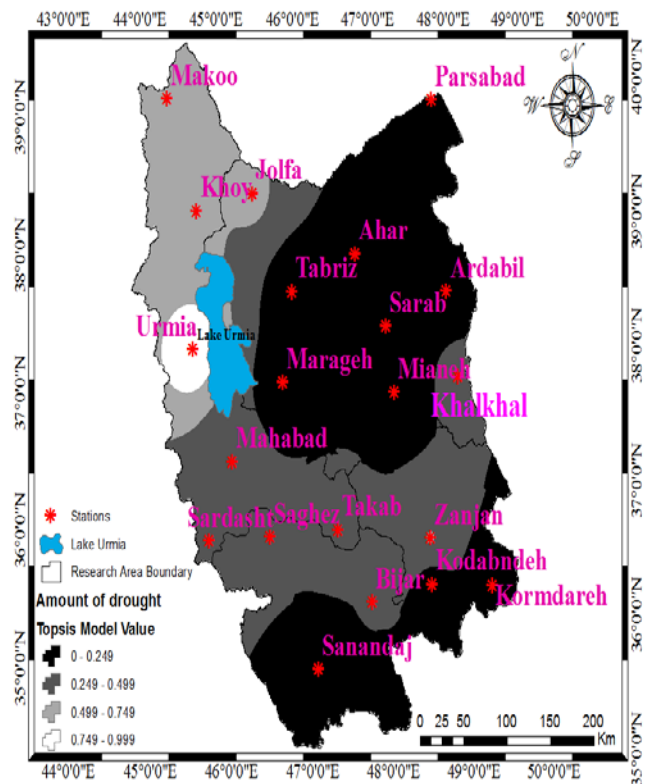 43°0'0"E 44°0'0"E 45°0'0"E 46°0'0"E 47°0'0"E 48°0'0"E 49°0'0"E 50°0'0"E
N
W E
S
Makoo
Parsabad
Jolfa
Khoy
Ahar
Tabriz
Ardabil
Sarab
Urmia
Lake Urmia
Marageh
Mianeh
Khalkhal
Mahabad
Sardasht
Saghez
Takab
Zanjan
Kodabndeh
Bijar
Kormdareh
Sanandaj
Stations
Lake Urmia
Research Area Boundary
Amount of drought
Topsis Model Value
0 - 0.249
0.249 - 0.499
0.499 - 0.749
0.749 - 0.999
0 25 50 100 150 200
Km
39°0'0"N
38°0'0"N
37°0'0"N
36°0'0"N
35°0'0"N
40°0'0"N
39°0'0"N
38°0'0"N
37°0'0"N
36°0'0"N
35°0'0"N
44°0'0"E 45°0'0"E 46°0'0"E 47°0'0"E 48°0'0"E 49°0'0"E 50°0'0"E